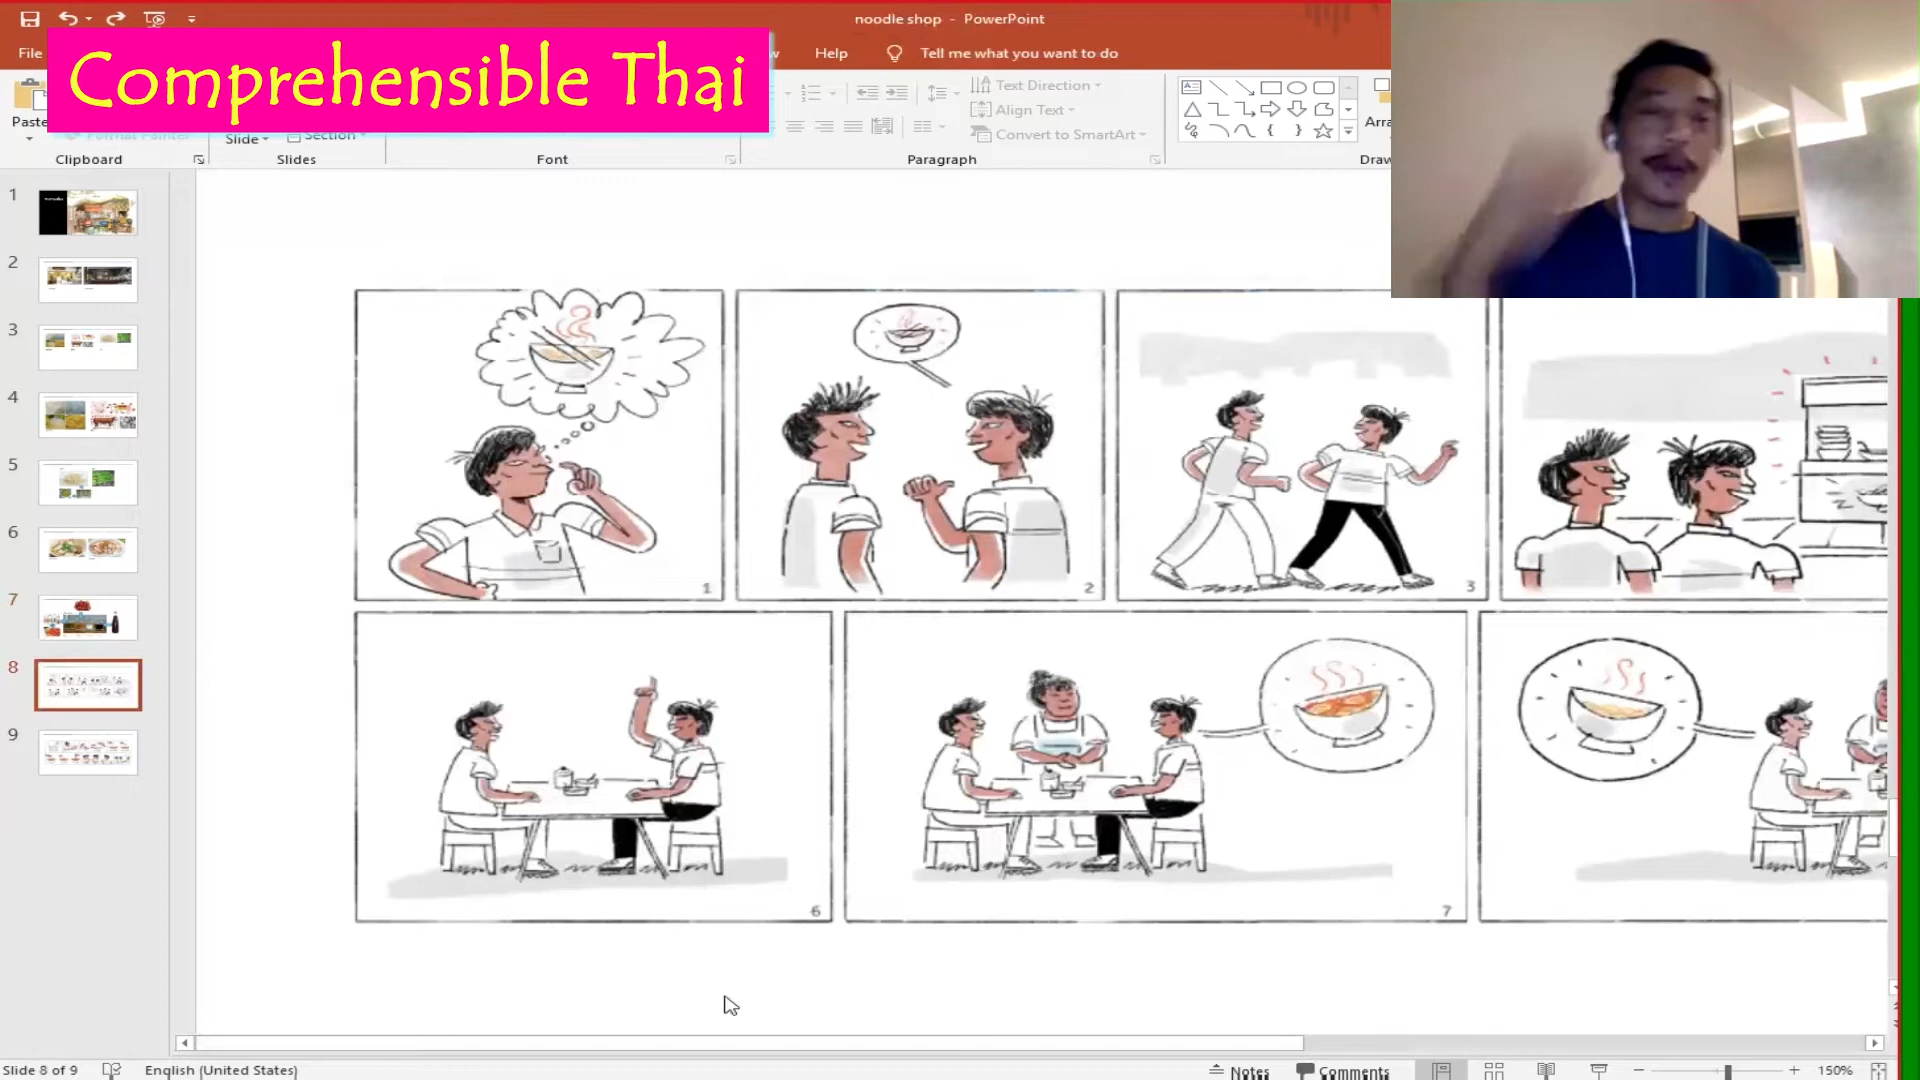 noodle shop - PowerPoint
File
Help
Tell me what you want to do
Comprehensible Thai
Paste
Format Painter
Slide
Section
Text Direction
Align Text
Convert to SmartArt
Clipboard
Slides
Font
Paragraph
1
2
3
4
5
6
7
8
9
1
2
3
6
7
Slide 8 of 9
English (United States)
Notes
Comments
150%